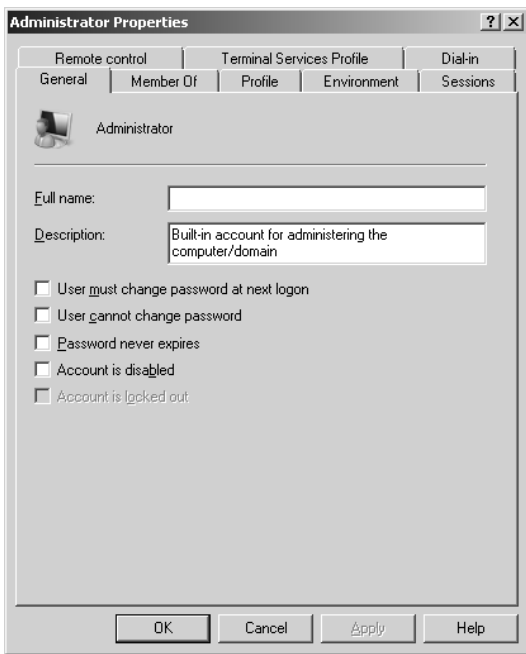 Administrator Properties
Remote control Terminal Services Profile Dial-in
General Member Of Profile Environment Sessions
Administrator
Full name:
Description: Built-in account for administering the
computer/domain
User must change password at next logon
User cannot change password
Password never expires
Account is disabled
Account is locked out
OK Cancel Apply Help